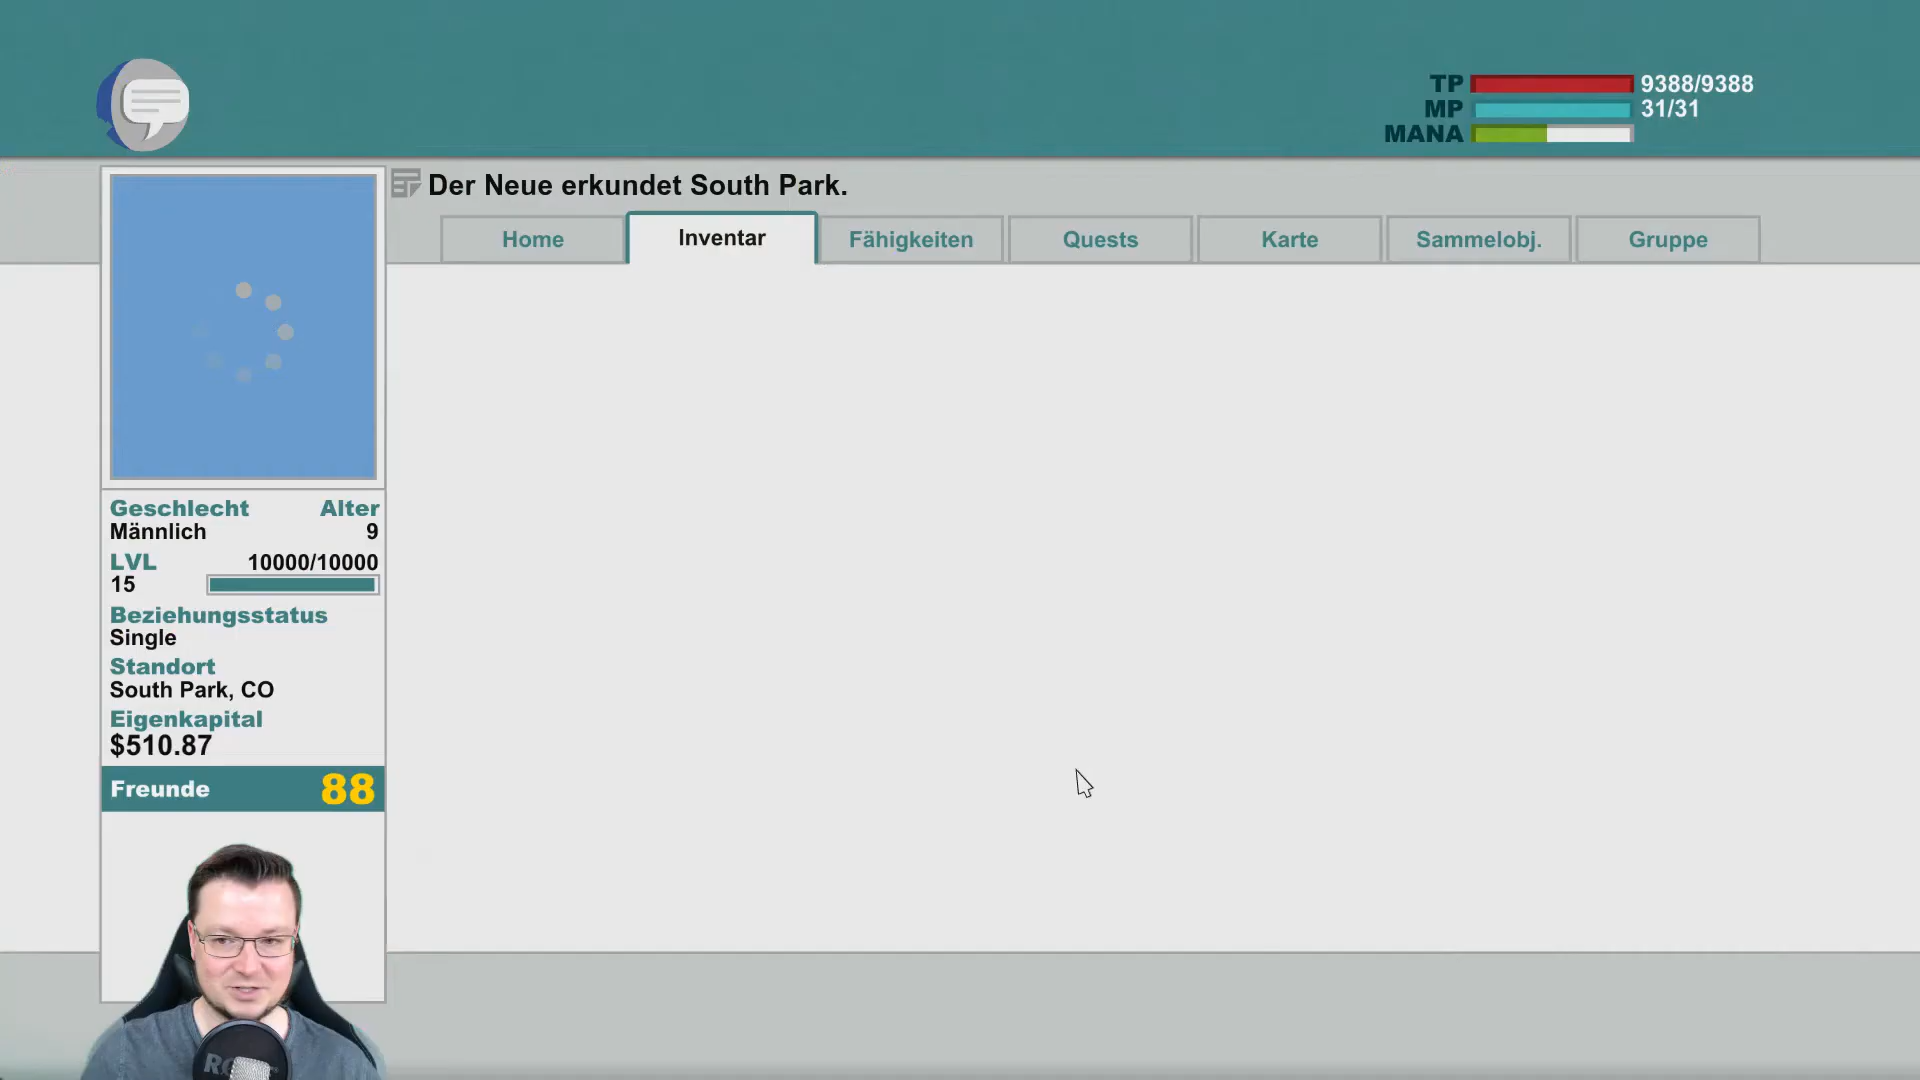 TP 9388/9388
MP 31/31
MANA
Der Neue erkundet South Park.
Home Inventar Fähigkeiten Quests Karte Sammelobj. Gruppe
Geschlecht Alter
Männlich 9
LVL 10000/10000
15
Beziehungsstatus
Single
Standort
South Park, CO
Eigenkapital
$510.87
Freunde 88